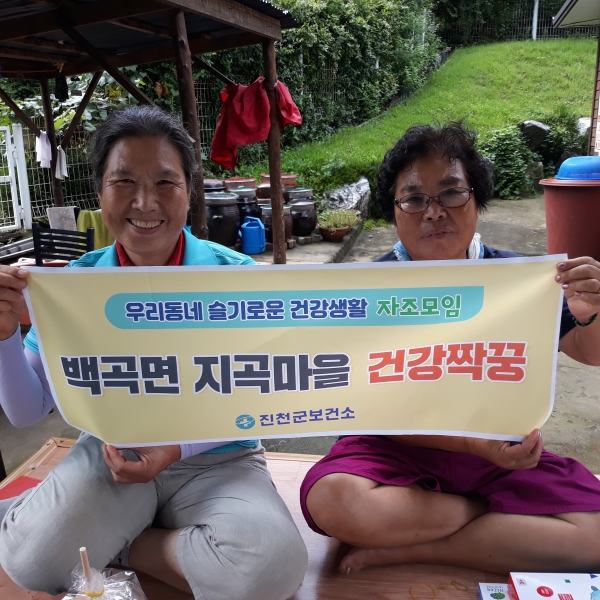 우리동네 슬기로운 건강생활 자조모임
백곡면 지곡마을 건강짝꿍
진천군보건소